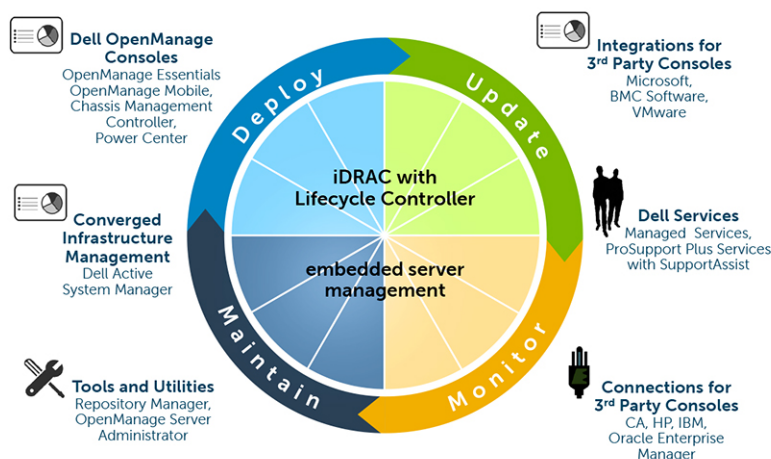 Dell OpenManage
Consoles
OpenManage Essentials
OpenManage Mobile,
Chassis Management
Controller,
Power Center
Converged
Infrastructure
Management
Dell Active
System Manager
Tools and Utilities
Repository Manager,
OpenManage Server
Administrator
Deploy
Update
Monitor
Maintain
iDRAC with
Lifecycle Controller
embedded server
management
Integrations for
3rd Party Consoles
Microsoft,
BMC Software,
VMware
Dell Services
Managed Services,
ProSupport Plus Services
with SupportAssist
Connections for
3rd Party Consoles
CA, HP, IBM,
Oracle Enterprise
Manager